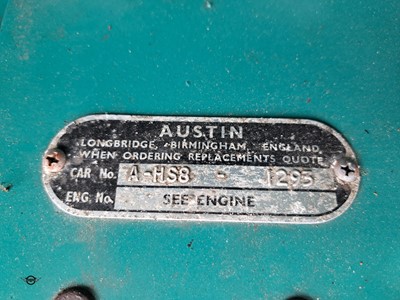 AUSTIN
LONGBRIDGE, BIRMINGHAM, ENGLAND
WHEN ORDERING REPLACEMENTS QUOTE
CAR No. A-HS8 - 1295
ENG. No. SEE ENGINE